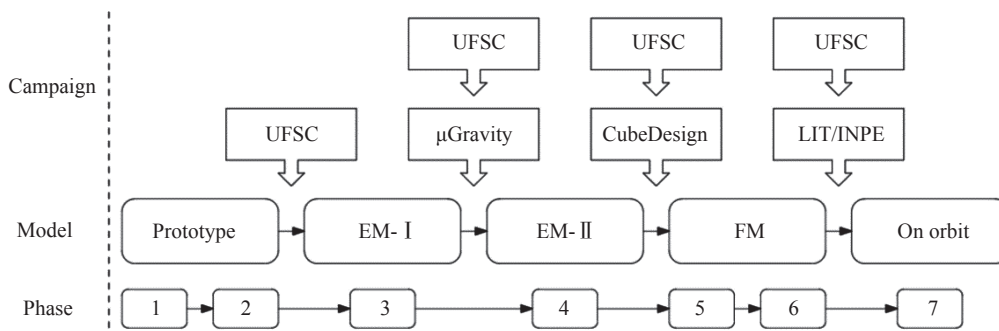 UFSC UFSC UFSC
Campaign
UFSC μGravity CubeDesign LIT/INPE
Model Prototype EM-Ⅰ EM-Ⅱ FM On orbit
Phase 1 2 3 4 5 6 7